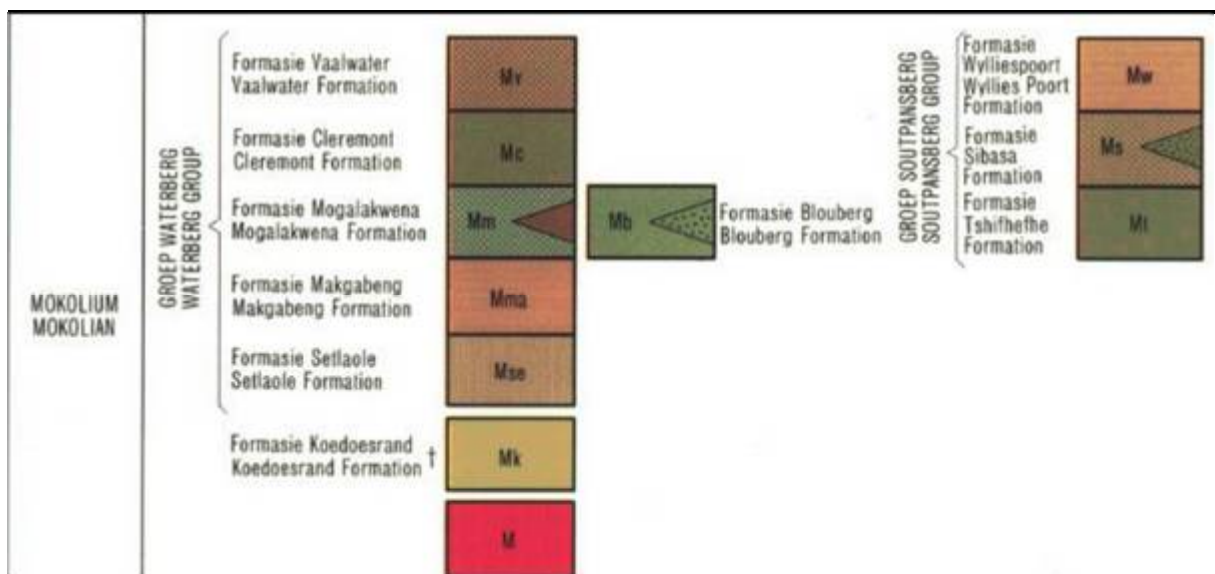 MOKOLIUM
MOKOLIAN
GROEP WATERBERG
WATERBERG GROUP
Formasie Vaalwater
Vaalwater Formation
Mv
Formasie Cleremont
Cleremont Formation
Mc
Formasie Mogalakwena
Mogalakwena Formation
Mm
Mb
Formasie Blouberg
Blouberg Formation
Formasie Makgabeng
Makgabeng Formation
Mma
Formasie Setlaole
Setlaole Formation
Mse
Formasie Koedoesrand
Koedoesrand Formation †
Mk
M
GROEP SOUTPANSBERG
SOUTPANSBERG GROUP
Formasie
Wylliespoort
Wyllies Poort
Formation
Mw
Formasie
Sibasa
Formation
Ms
Formasie
Tshifhefhe
Formation
Mt